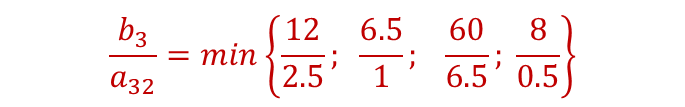 b₃/a₃₂ = min {12/2.5; 6.5/1; 60/6.5; 8/0.5}